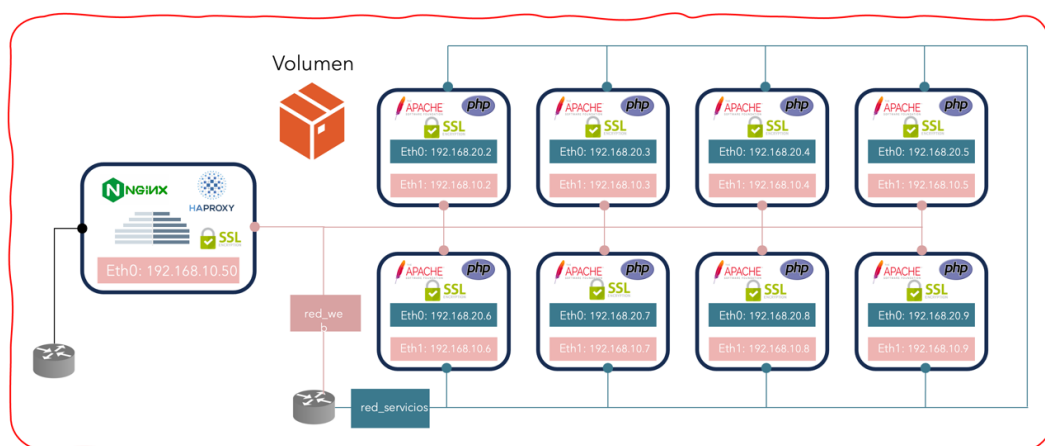 Volumen
APACHE php
SSL
Eth0: 192.168.20.2
Eth1: 192.168.10.2
APACHE php
SSL
Eth0: 192.168.20.3
Eth1: 192.168.10.3
APACHE php
SSL
Eth0: 192.168.20.4
Eth1: 192.168.10.4
APACHE php
SSL
Eth0: 192.168.20.5
Eth1: 192.168.10.5
NGiNX
HAPROXY
SSL
Eth0: 192.168.10.50
APACHE php
SSL
Eth0: 192.168.20.6
Eth1: 192.168.10.6
APACHE php
SSL
Eth0: 192.168.20.7
Eth1: 192.168.10.7
APACHE php
SSL
Eth0: 192.168.20.8
Eth1: 192.168.10.8
APACHE php
SSL
Eth0: 192.168.20.9
Eth1: 192.168.10.9
red_we
b
red_servicios